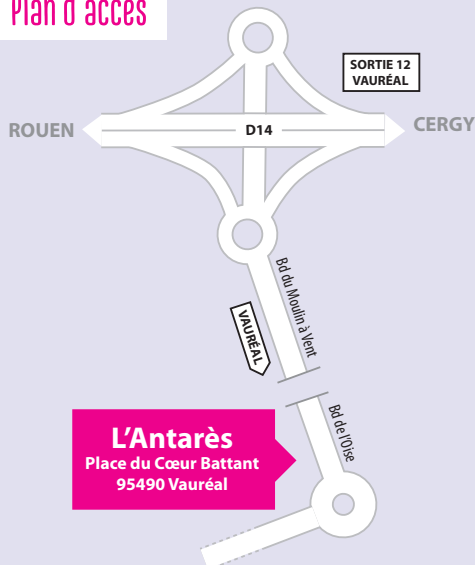 Plan d'accès
SORTIE 12
VAURÉAL
ROUEN
D14
CERGY
Bd du Moulin à Vent
VAURÉAL
Bd de l'Oise
L'Antarès
Place du Cœur Battant
95490 Vauréal